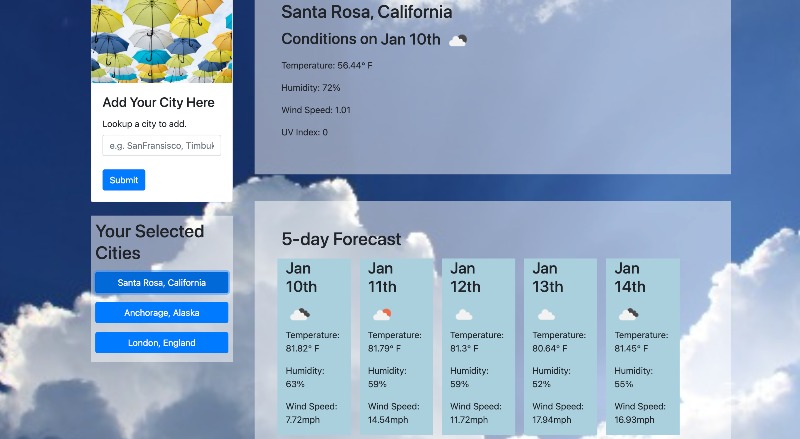 Add Your City Here
Lookup a city to add.
e.g. SanFransisco, Timbuk
Submit
Your Selected
Cities
Santa Rosa, California
Anchorage, Alaska
London, England
Santa Rosa, California
Conditions on Jan 10th
Temperature: 56.44° F
Humidity: 72%
Wind Speed: 1.01
UV Index: 0
5-day Forecast
Jan
10th
Temperature:
81.82° F
Humidity:
63%
Wind Speed:
7.72mph
Jan
11th
Temperature:
81.79° F
Humidity:
59%
Wind Speed:
14.54mph
Jan
12th
Temperature:
81.3° F
Humidity:
59%
Wind Speed:
11.72mph
Jan
13th
Temperature:
80.64° F
Humidity:
52%
Wind Speed:
17.94mph
Jan
14th
Temperature:
81.45° F
Humidity:
55%
Wind Speed:
16.93mph